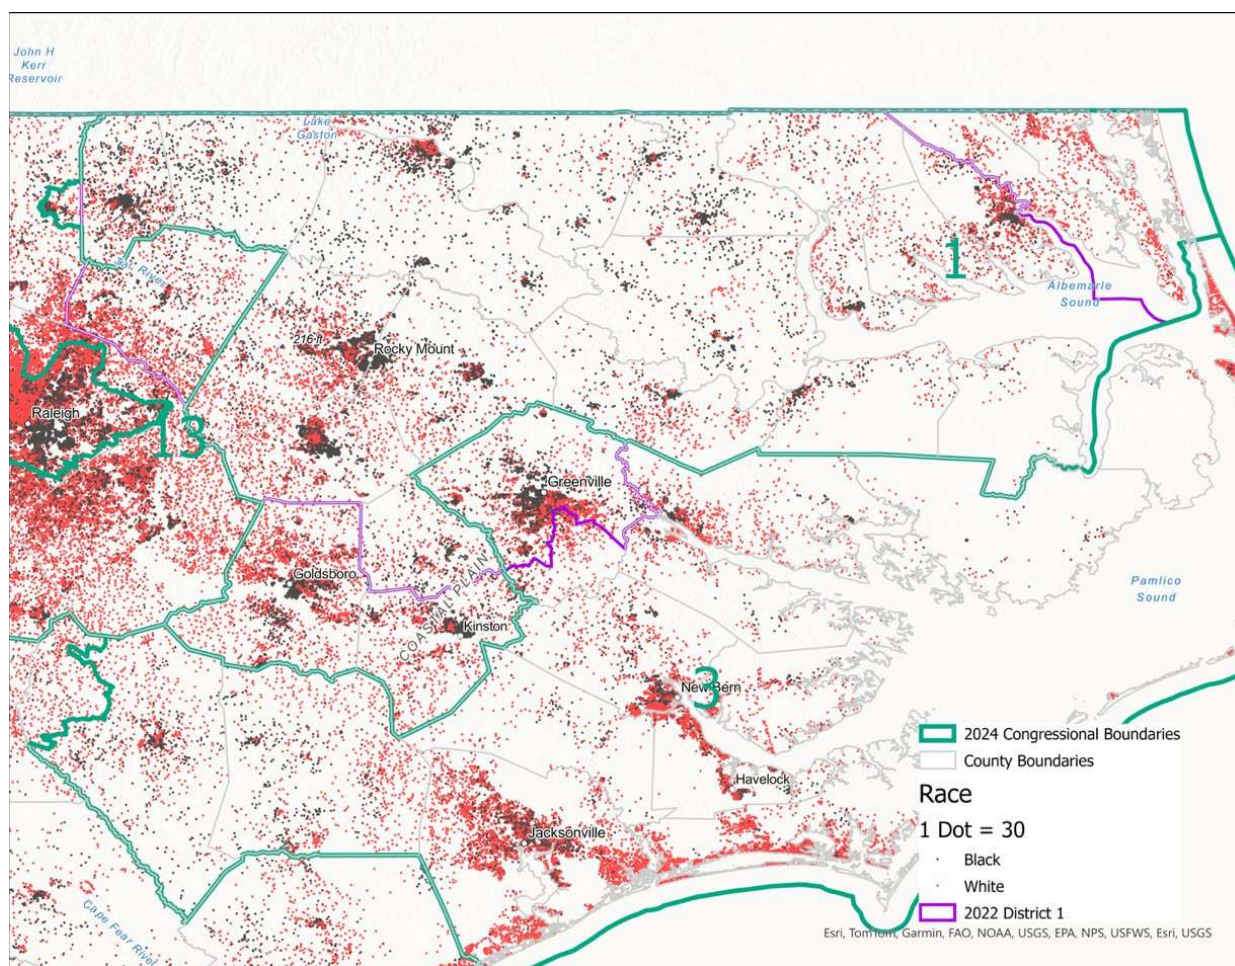 John H
Kerr
Reservoir
Lake
Gaston
Tar River
216 ft
Rocky Mount
1
Albemarle
Sound
Raleigh
13
Greenville
Goldsboro
COASTAL PLAIN
Kinston
Pamlico
Sound
3
New Bern
Havelock
Jacksonville
Cape Fear River
2024 Congressional Boundaries
County Boundaries
Race
1 Dot = 30
Black
White
2022 District 1
Esri, TomTom, Garmin, FAO, NOAA, USGS, EPA, NPS, USFWS, Esri, USGS